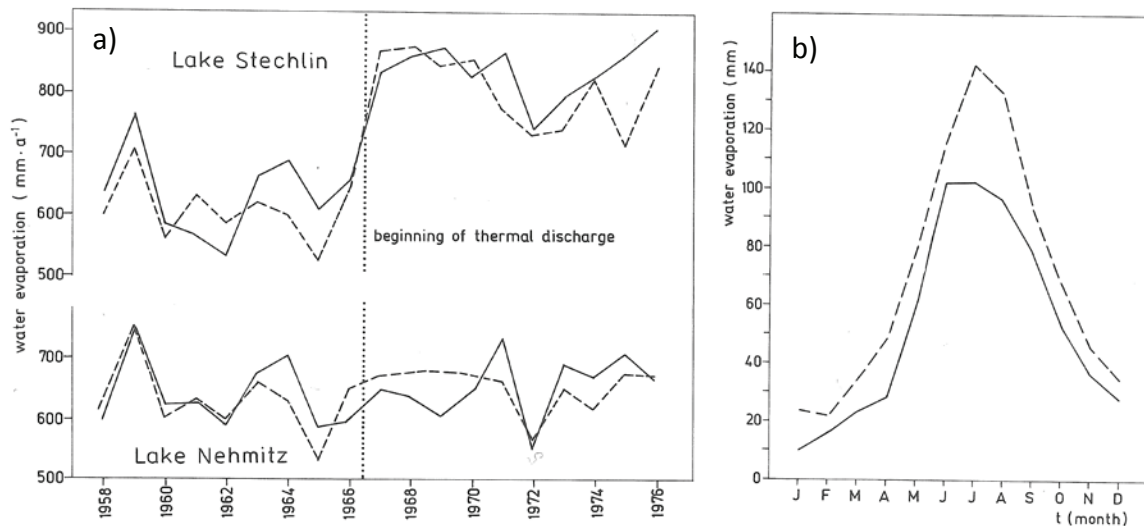 a)
Lake Stechlin
900
800
700
600
500
beginning of thermal discharge
water evaporation ( mm · a⁻¹)
700
600
500
Lake Nehmitz
1958
1960
1962
1964
1966
1968
1970
1972
1974
1976
b)
water evaporation ( mm)
140
120
100
80
60
40
20
0
J F M A M J J A S O N D
t (month)